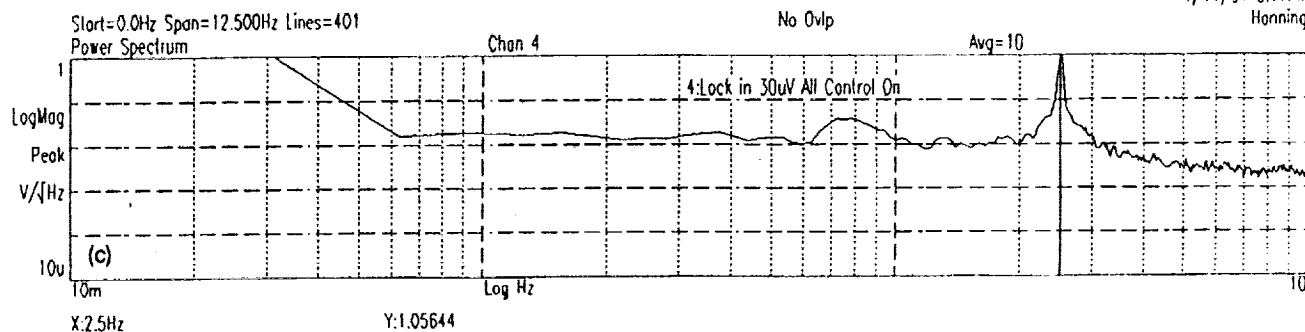 Start=0.0Hz Span=12.500Hz Lines=401
No Ovlp
Hanning
Power Spectrum
Chan 4
Avg=10
1
4:Lock in 30uV All Control On
LogMag
Peak
V/√Hz
(c)
10u
10m
Log Hz
10
X:2.5Hz
Y:1.05644